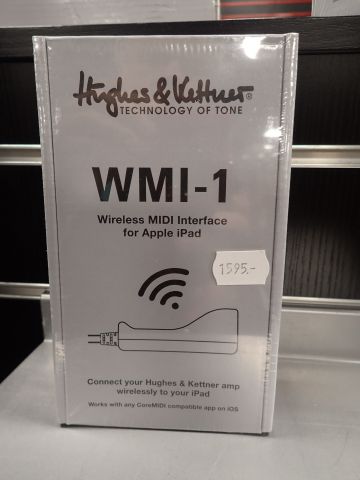 Hughes & Kettner®
TECHNOLOGY OF TONE
WMI-1
Wireless MIDI Interface
for Apple iPad
1595.-
Connect your Hughes & Kettner amp
wirelessly to your iPad
Works with any CoreMIDI compatible app on iOS